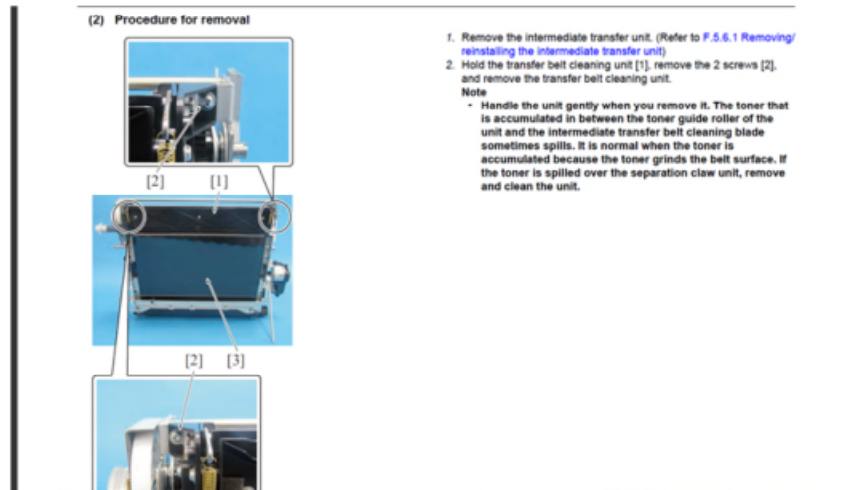 (2) Procedure for removal
[2]
[1]
[2]
[3]
[2]
1. Remove the intermediate transfer unit. (Refer to F.5.6.1 Removing/
reinstalling the intermediate transfer unit)
2. Hold the transfer belt cleaning unit [1], remove the 2 screws [2],
and remove the transfer belt cleaning unit.
Note
• Handle the unit gently when you remove it. The toner that
is accumulated in between the toner guide roller of the
unit and the intermediate transfer belt cleaning blade
sometimes spills. It is normal when the toner is
accumulated because the toner grinds the belt surface. If
the toner is spilled over the separation claw unit, remove
and clean the unit.